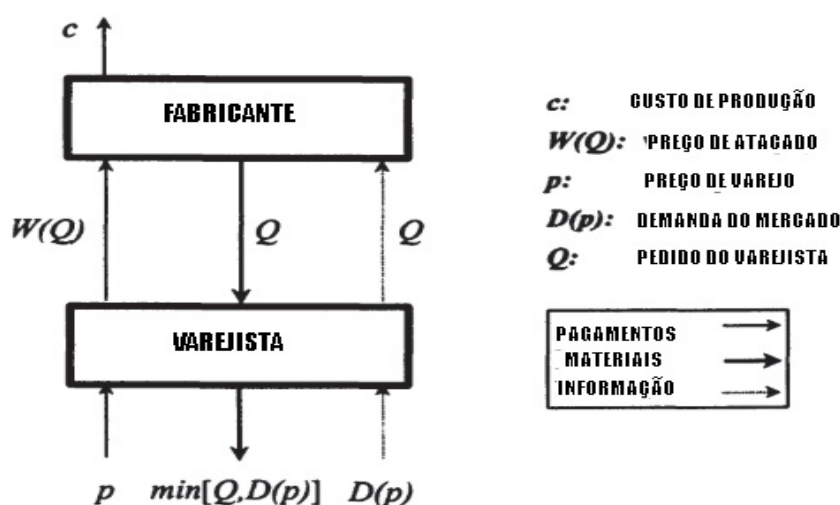 c
FABRICANTE
W(Q)
Q
Q
VAREJISTA
p
min[Q,D(p)]
D(p)
c: CUSTO DE PRODUÇÃO
W(Q): PREÇO DE ATACADO
p: PREÇO DE VAREJO
D(p): DEMANDA DO MERCADO
Q: PEDIDO DO VAREJISTA
PAGAMENTOS
MATERIAIS
INFORMAÇÃO